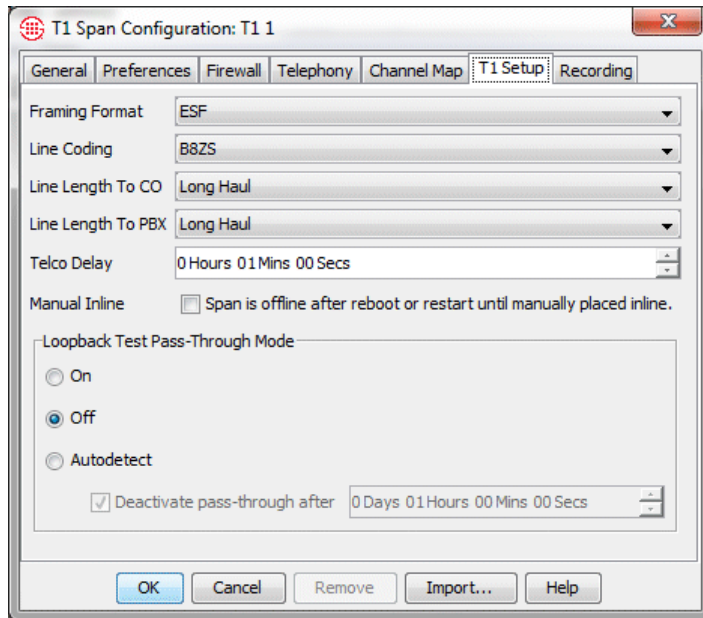 T1 Span Configuration: T1 1
General Preferences Firewall Telephony Channel Map T1 Setup Recording
Framing Format ESF
Line Coding B8ZS
Line Length To CO Long Haul
Line Length To PBX Long Haul
Telco Delay 0 Hours 01 Mins 00 Secs
Manual Inline Span is offline after reboot or restart until manually placed inline.
Loopback Test Pass-Through Mode
On
Off
Autodetect
Deactivate pass-through after 0 Days 01 Hours 00 Mins 00 Secs
OK Cancel Remove Import... Help